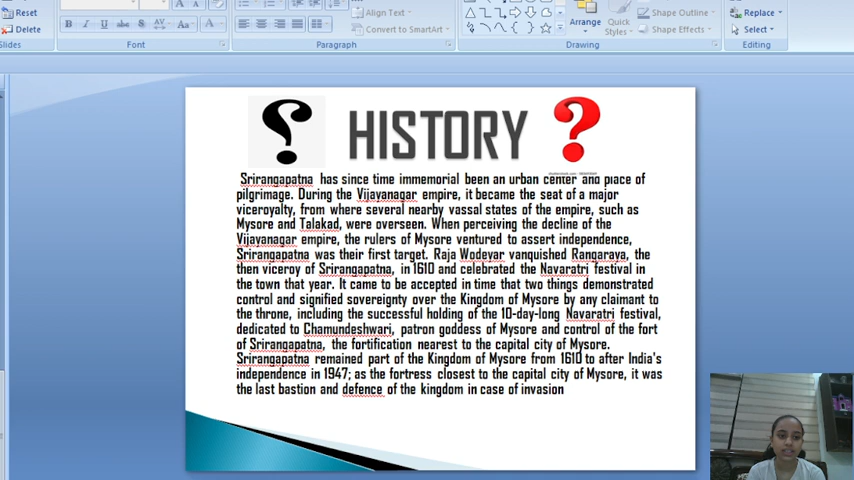 Reset
Align Text
Shape Outline
Replace
Delete
B I U abe S AV Aa A
Convert to SmartArt
Arrange
Quick
Styles
Shape Effects
Select
Slides
Font
Paragraph
Drawing
Editing
HISTORY
Srirangapatna has since time immemorial been an urban center and place of
pilgrimage. During the Vijayanagar empire, it became the seat of a major
viceroyalty, from where several nearby vassal states of the empire, such as
Mysore and Talakad, were overseen. When perceiving the decline of the
Vijayanagar empire, the rulers of Mysore ventured to assert independence,
Srirangapatna was their first target. Raja Wodeyar vanquished Rangaraya, the
then viceroy of Srirangapatna, in 1610 and celebrated the Navaratri festival in
the town that year. It came to be accepted in time that two things demonstrated
control and signified sovereignty over the Kingdom of Mysore by any claimant to
the throne, including the successful holding of the 10-day-long Navaratri festival,
dedicated to Chamundeshwari, patron goddess of Mysore and control of the fort
of Srirangapatna, the fortification nearest to the capital city of Mysore.
Srirangapatna remained part of the Kingdom of Mysore from 1610 to after India's
independence in 1947; as the fortress closest to the capital city of Mysore, it was
the last bastion and defence of the kingdom in case of invasion